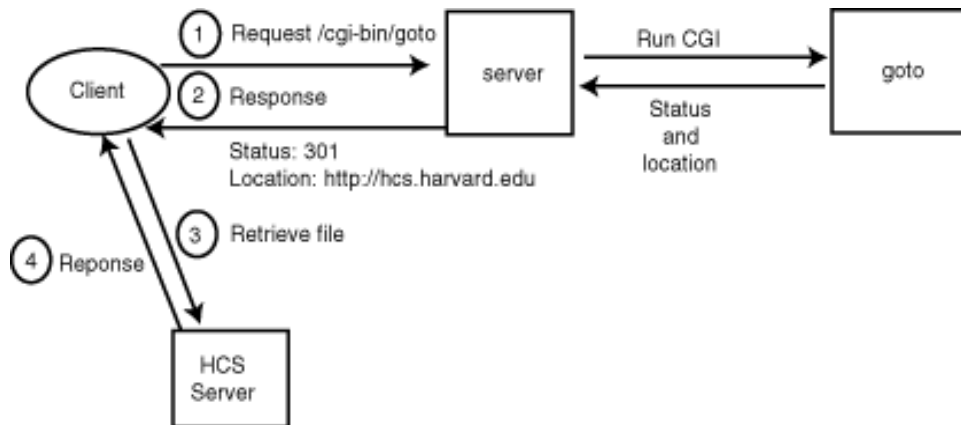 1 Request /cgi-bin/goto
Client
2 Response
server
Run CGI
goto
Status
and
location
Status: 301
Location: http://hcs.harvard.edu
3 Retrieve file
4 Reponse
HCS
Server